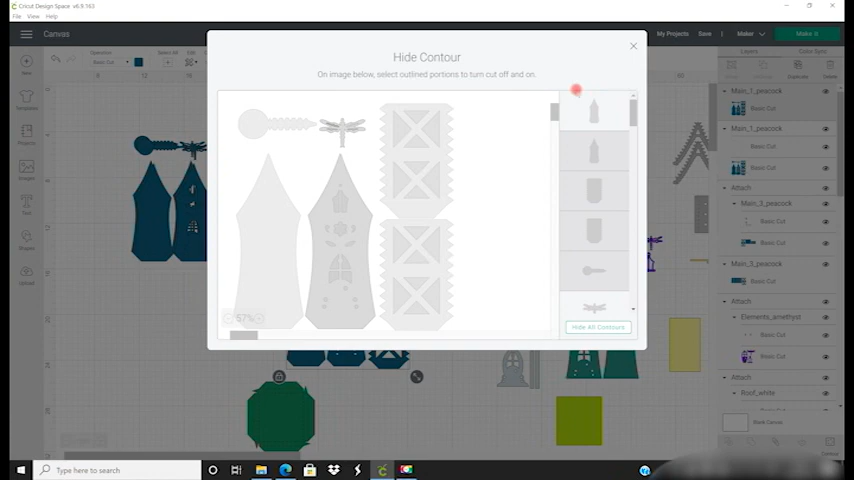 Cricut Design Space v6.9.163
File View Help
Canvas
My Projects Save Maker Make It
Operation
Basic Cut
Select All
Edit
Layers Color Sync
Duplicate Delete
New
Templates
Projects
Images
Text
Shapes
Upload
Hide Contour
On image below, select outlined portions to turn cut off and on.
57%
Hide All Contours
Main_1_peacock
Basic Cut
Main_1_peacock
Basic Cut
Basic Cut
Attach
Main_3_peacock
Basic Cut
Basic Cut
Main_3_peacock
Basic Cut
Attach
Elements_amethyst
Basic Cut
Basic Cut
Attach
Roof_white
Blank Canvas
Contour
Type here to search